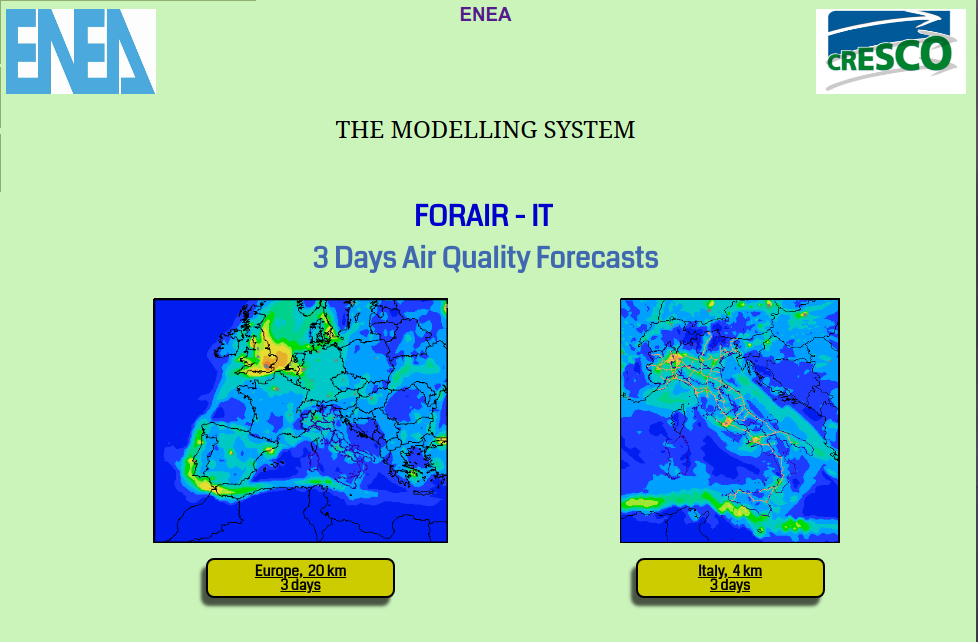 ENEA
ENEA
CRESCO
THE MODELLING SYSTEM
FORAIR - IT
3 Days Air Quality Forecasts
Europe, 20 km
3 days
Italy, 4 km
3 days